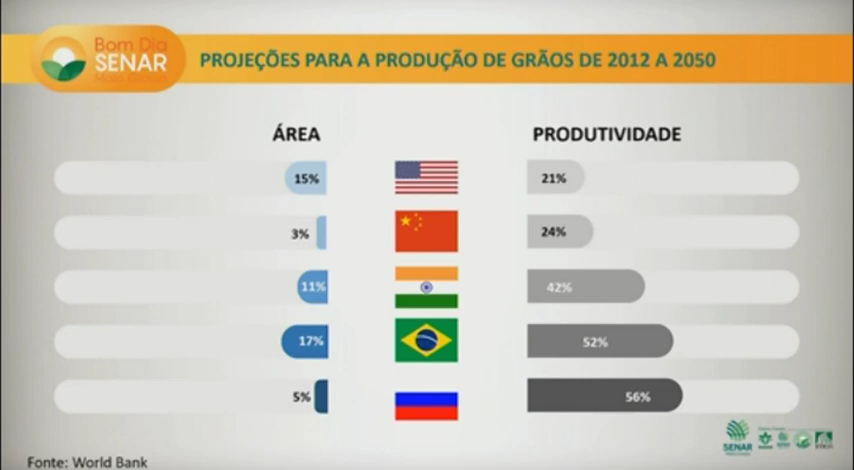 Bom Dia
SENAR
PROJEÇÕES PARA A PRODUÇÃO DE GRÃOS DE 2012 A 2050
ÁREA
PRODUTIVIDADE
15%
21%
3%
24%
11%
42%
17%
52%
5%
56%
SENAR
Fonte: World Bank